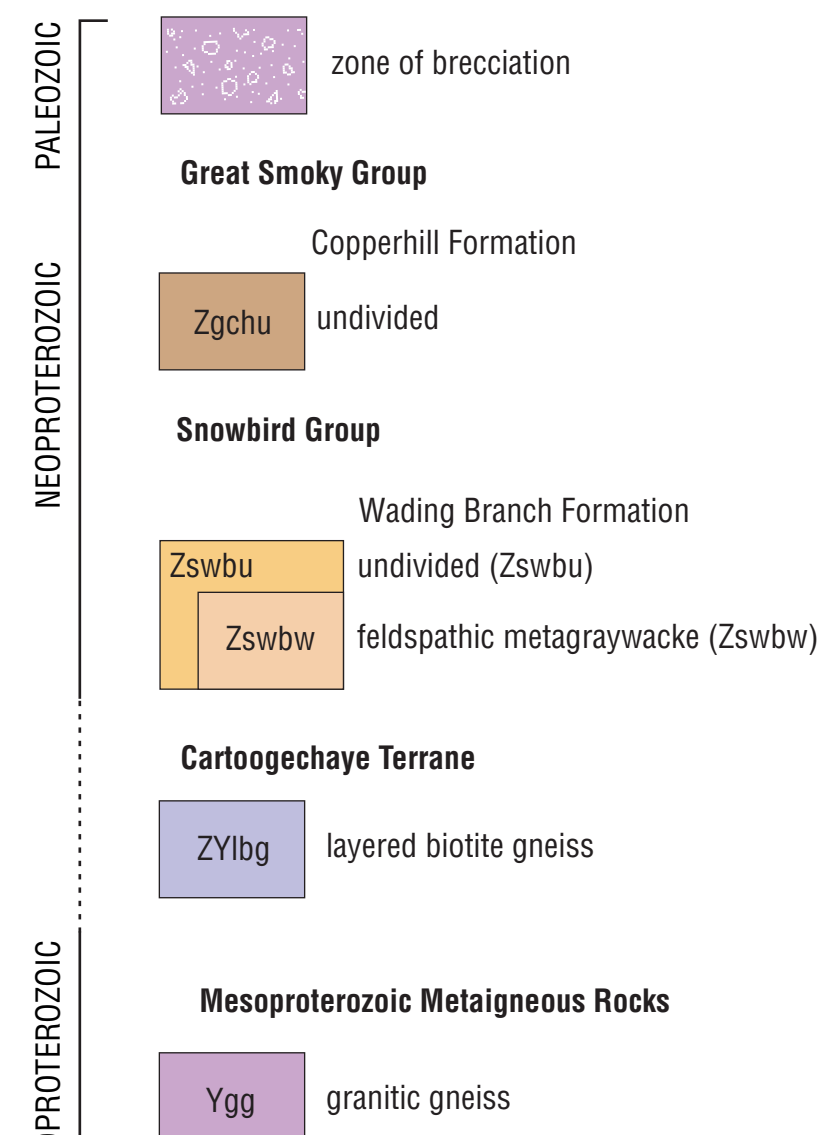 PALEOZOIC
zone of brecciation
Great Smoky Group
Copperhill Formation
NEOPROTEROZOIC
Zgchu undivided
Snowbird Group
Wading Branch Formation
Zswbu undivided (Zswbu)
Zswbw feldspathic metagraywacke (Zswbw)
Cartoogechaye Terrane
ZYlbg layered biotite gneiss
OPROTEROZOIC
Mesoproterozoic Metaigneous Rocks
Ygg granitic gneiss